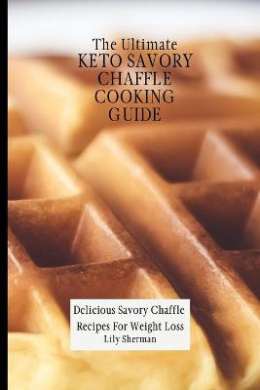 The Ultimate
KETO SAVORY
CHAFFLE
COOKING
GUIDE
Delicious Savory Chaffle
Recipes For Weight Loss
Lily Sherman